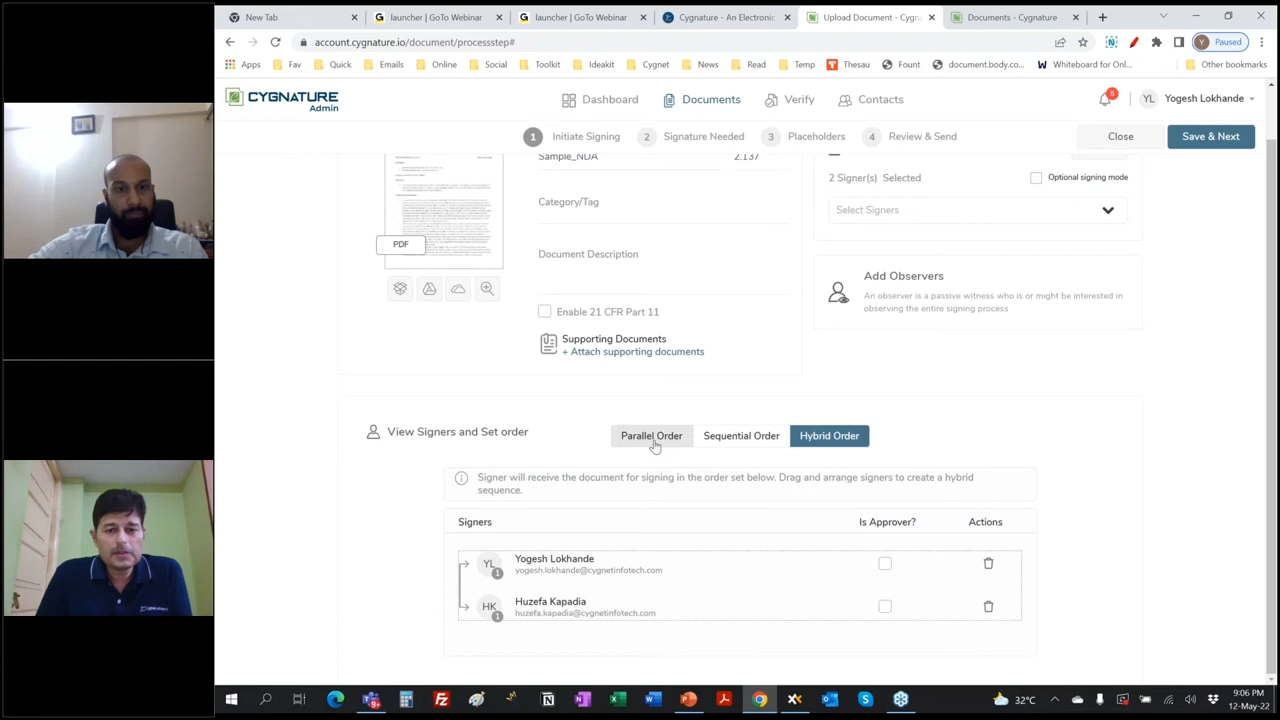 New Tab
launcher | GoTo Webinar
launcher | GoTo Webinar
Cygnature - An Electronic
Upload Document - Cygn
Documents - Cygnature
account.cygnature.io/document/processstep#
Paused
Apps Fav Quick Emails Online Social Toolkit Ideakit Cygnet News Read Temp Thesau Fount document.body.co... Whiteboard for Onl... Other bookmarks
CYGNATURE
Admin
Dashboard Documents Verify Contacts
5 YL Yogesh Lokhande
1 Initiate Signing 2 Signature Needed 3 Placeholders 4 Review & Send
Close Save & Next
Sample_NDA 2.137
2 Signer(s) Selected
Optional signing mode
Category/Tag
Select Signers
PDF
Document Description
Add Observers
An observer is a passive witness who is or might be interested in
observing the entire signing process
Enable 21 CFR Part 11
Supporting Documents
+ Attach supporting documents
View Signers and Set order
Parallel Order Sequential Order Hybrid Order
Signer will receive the document for signing in the order set below. Drag and arrange signers to create a hybrid
sequence.
Signers Is Approver? Actions
YL 1 Yogesh Lokhande
yogesh.lokhande@cygnetinfotech.com
HK 1 Huzefa Kapadia
huzefa.kapadia@cygnetinfotech.com
32°C
9:06 PM
12-May-22